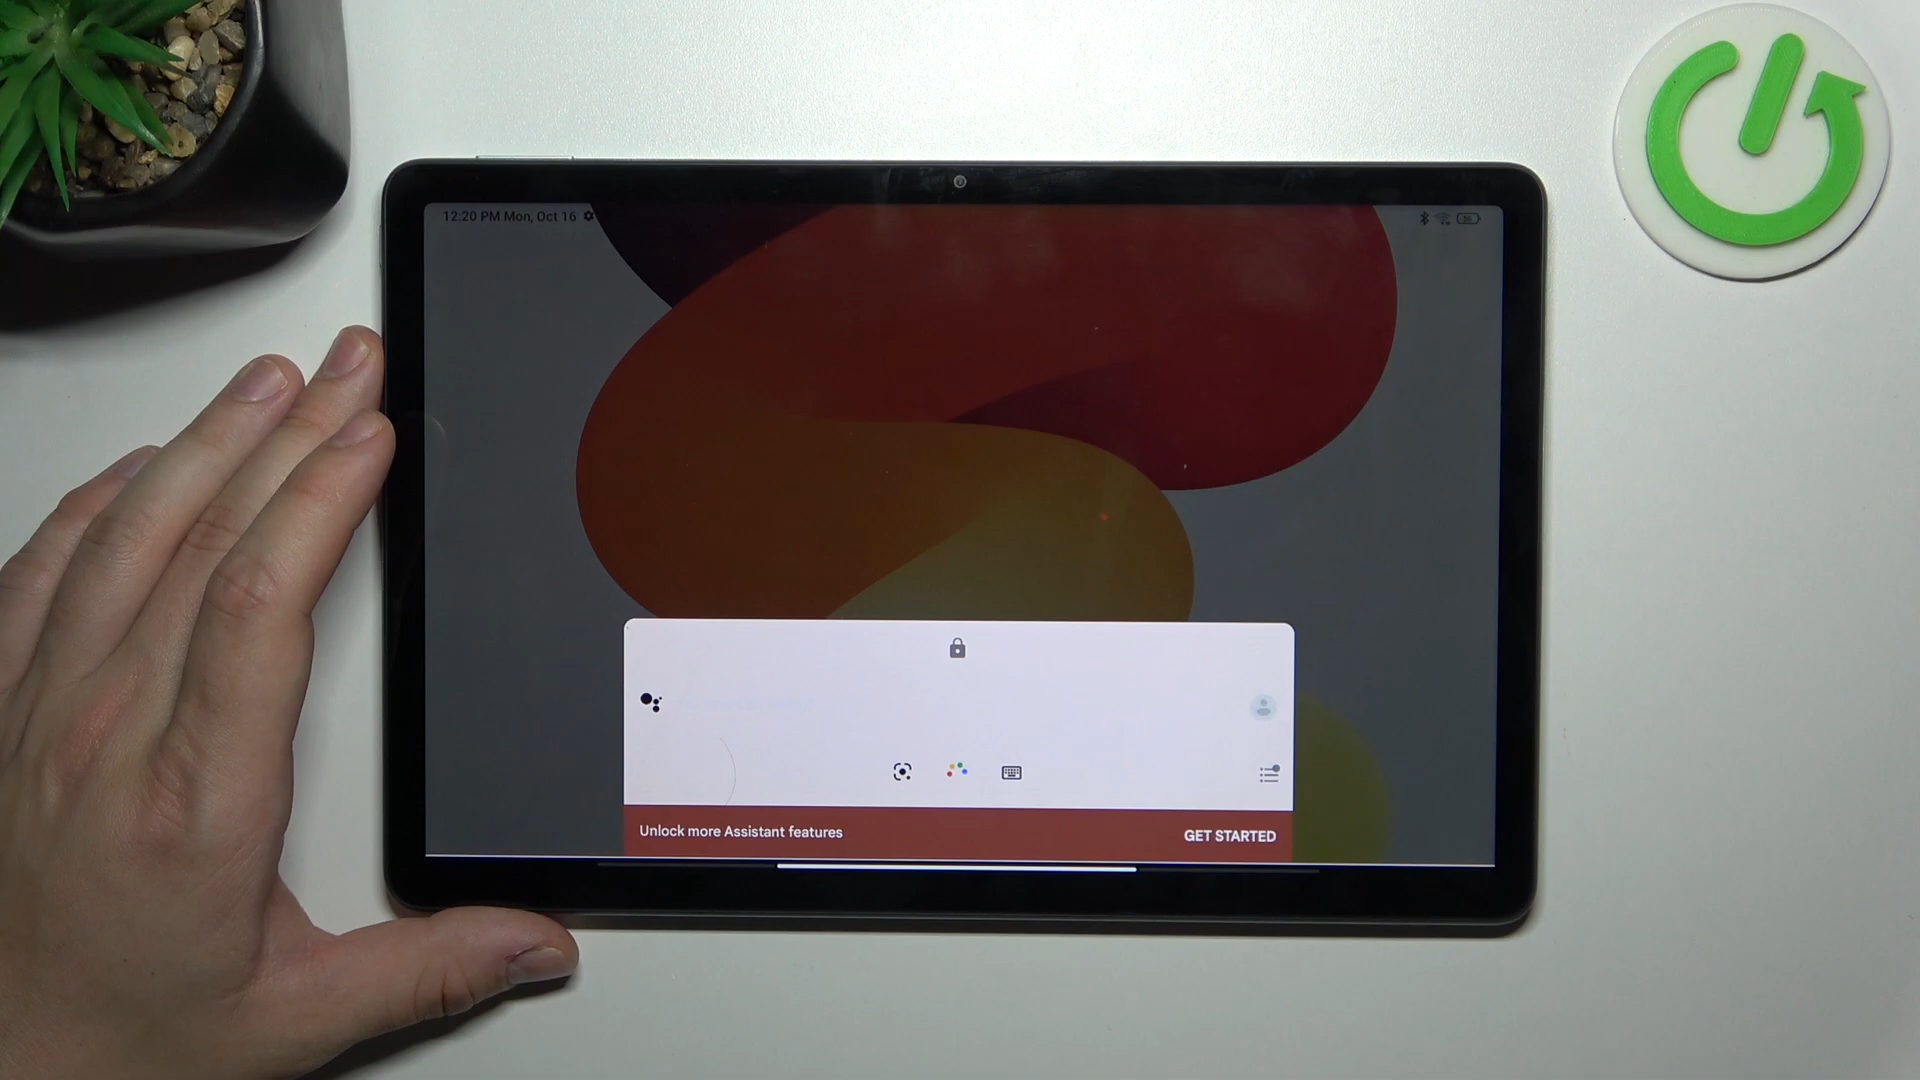 12:20 PM Mon, Oct 16
Unlock more Assistant features
GET STARTED